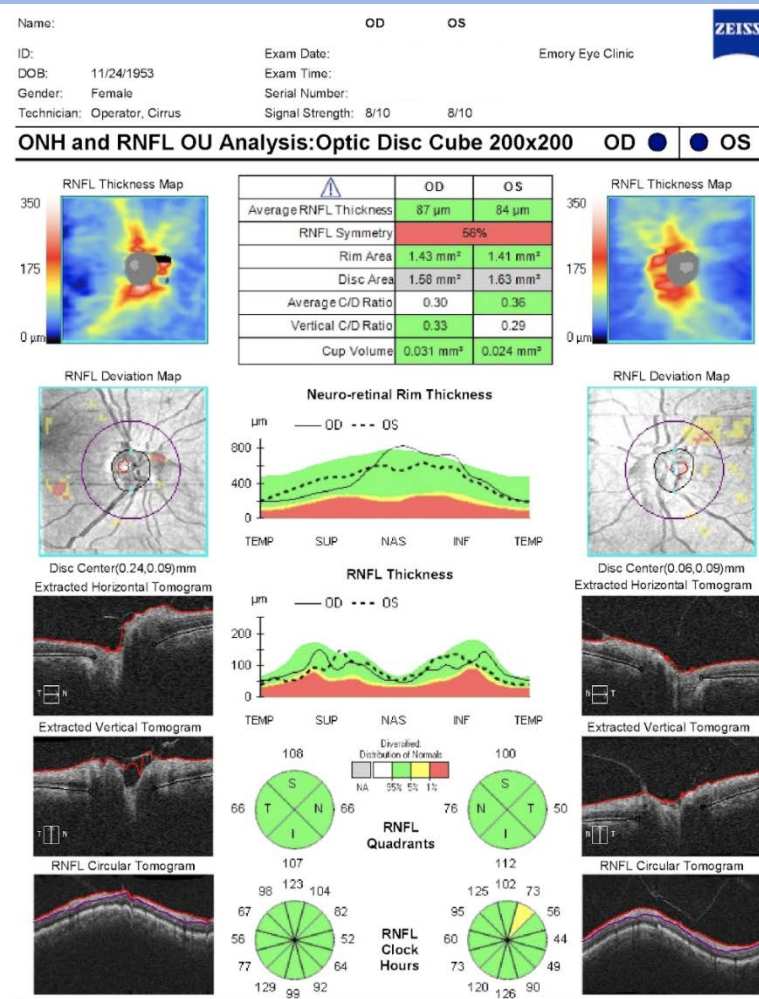 Name: OD OS
ZEISS
ID: Exam Date: Emory Eye Clinic
DOB: 11/24/1953 Exam Time:
Gender: Female Serial Number:
Technician: Operator, Cirrus Signal Strength: 8/10 8/10
ONH and RNFL OU Analysis:Optic Disc Cube 200x200 OD OS
RNFL Thickness Map
350
175
0 µm
OD OS
Average RNFL Thickness 87 µm 84 µm
RNFL Symmetry 56%
Rim Area 1.43 mm² 1.41 mm²
Disc Area 1.58 mm² 1.63 mm²
Average C/D Ratio 0.30 0.36
Vertical C/D Ratio 0.33 0.29
Cup Volume 0.031 mm³ 0.024 mm³
RNFL Thickness Map
350
175
0 µm
RNFL Deviation Map
Disc Center(0.24,0.09)mm
Neuro-retinal Rim Thickness
µm OD OS
800
400
0
TEMP SUP NAS INF TEMP
RNFL Deviation Map
Disc Center(0.06,0.09)mm
Extracted Horizontal Tomogram
T N
RNFL Thickness
µm OD OS
200
100
0
TEMP SUP NAS INF TEMP
Extracted Horizontal Tomogram
N T
Extracted Vertical Tomogram
T N
Diversified:
Distribution of Normals
NA 95% 5% 1%
108
S
66 T N 66
I
107
RNFL
Quadrants
100
S
76 N T 50
I
112
Extracted Vertical Tomogram
N T
RNFL Circular Tomogram
123
98 104
67 82
56 52
77 64
129 92
99
RNFL
Clock
Hours
102
125 73
95 56
60 44
73 49
120 90
126
RNFL Circular Tomogram